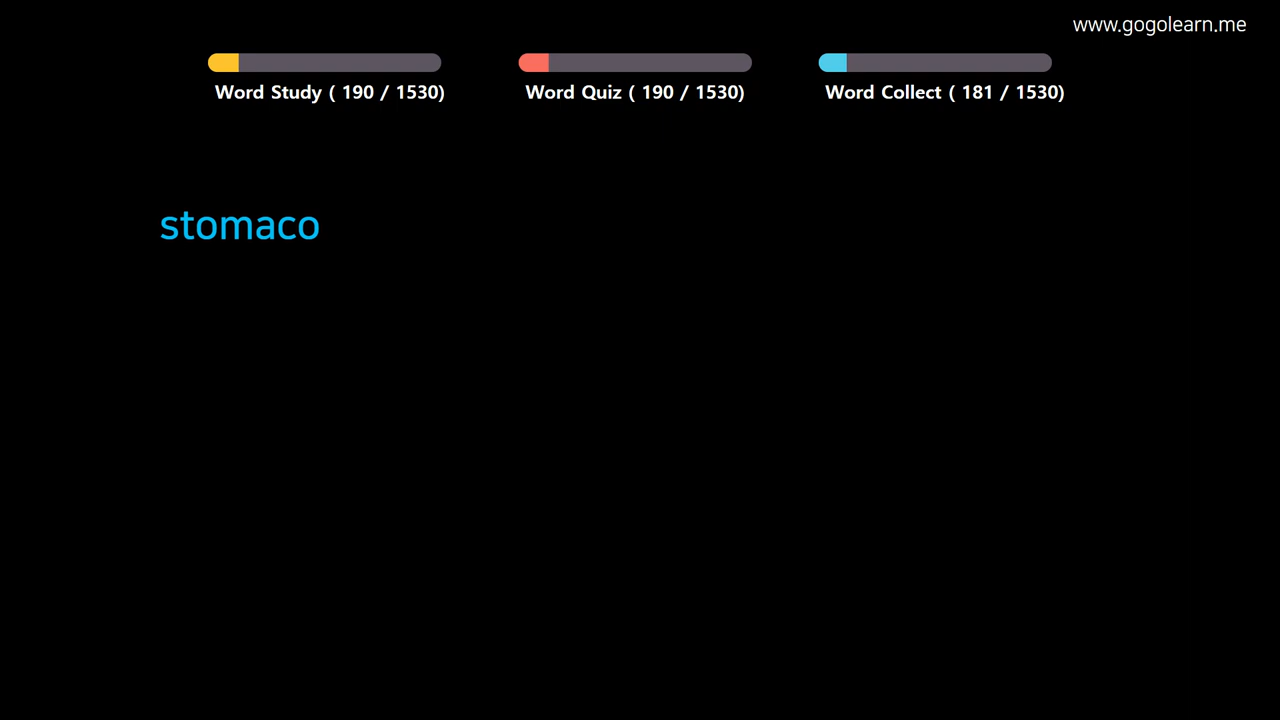 www.gogolearn.me
Word Study ( 190 / 1530)
Word Quiz ( 190 / 1530)
Word Collect ( 181 / 1530)
stomaco